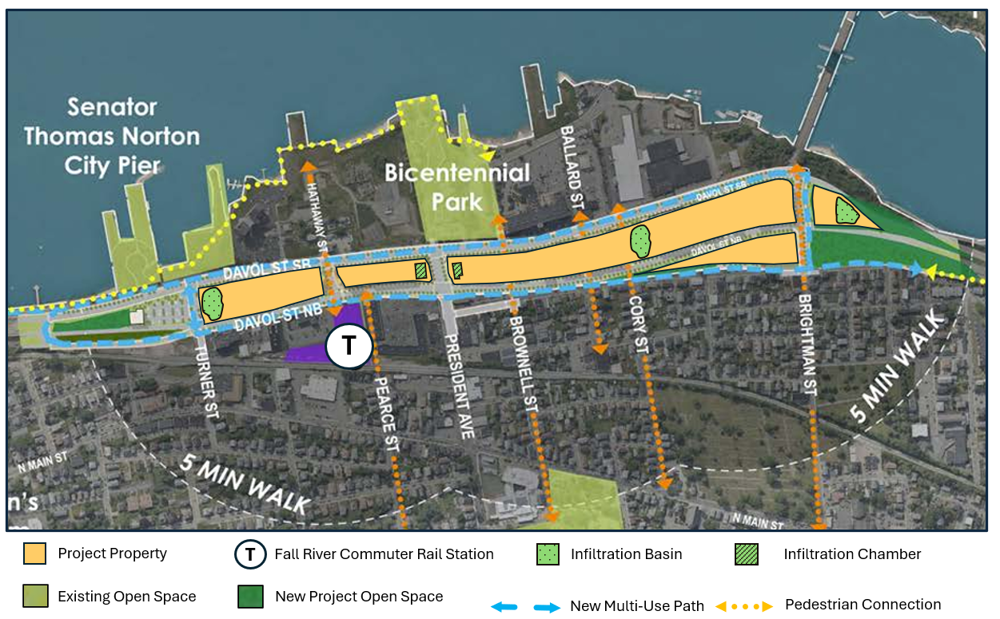 Senator
Thomas Norton
City Pier
Bicentennial
Park
HATHAWAY ST
BALLARD ST
DAVOL ST SB
DAVOL ST SB
DAVOL ST NB
DAVOL ST NB
T
TURNER ST
PEARCE ST
PRESIDENT AVE
BROWNELL ST
CORY ST
BRIGHTMAN ST
5 MIN WALK
5 MIN WALK
N MAIN ST
N MAIN ST
n's
Project Property
T
Fall River Commuter Rail Station
Infiltration Basin
Infiltration Chamber
Existing Open Space
New Project Open Space
New Multi-Use Path
Pedestrian Connection